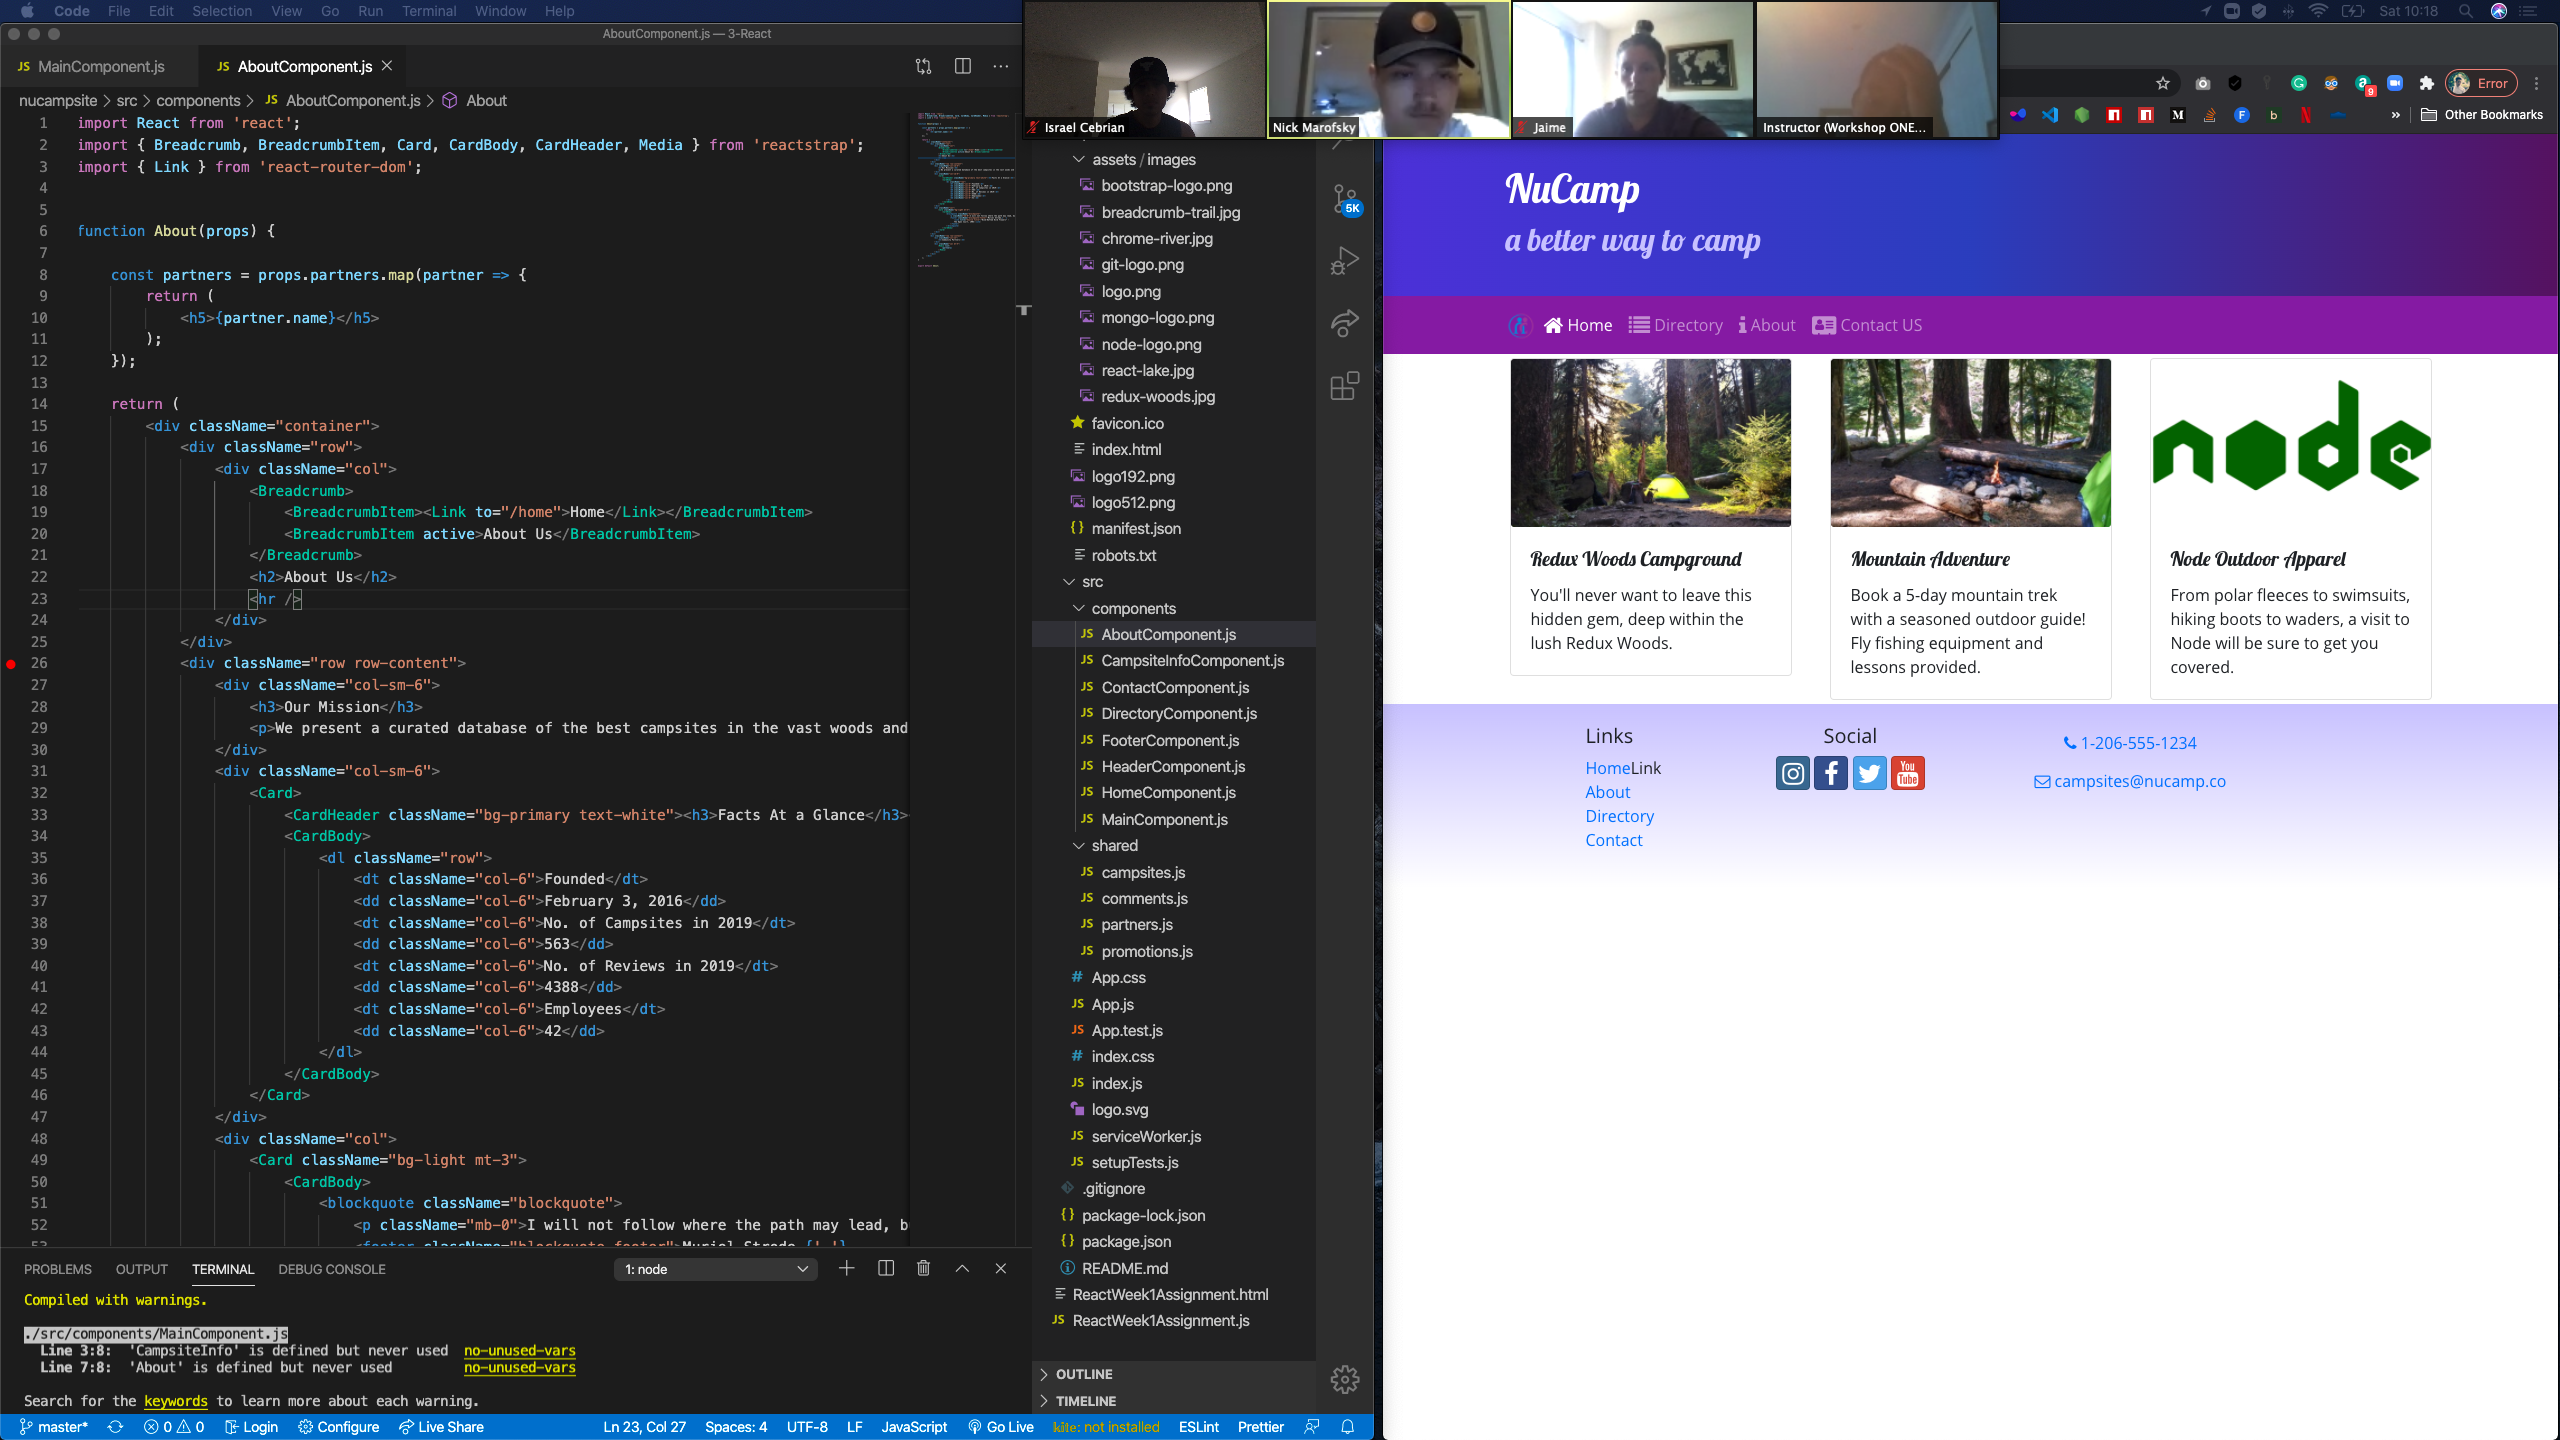 Code File Edit Selection View Go Run Terminal Window Help
Sat 10:18
AboutComponent.js — 3-React
JS MainComponent.js
JS AboutComponent.js
nucampsite > src > components > JS AboutComponent.js > About
1 import React from 'react';
2 import { Breadcrumb, BreadcrumbItem, Card, CardBody, CardHeader, Media } from 'reactstrap';
3 import { Link } from 'react-router-dom';
4
5
6 function About(props) {
7
8 const partners = props.partners.map(partner => {
9 return (
10 <h5>{partner.name}</h5>
11 );
12 });
13
14 return (
15 <div className="container">
16 <div className="row">
17 <div className="col">
18 <Breadcrumb>
19 <BreadcrumbItem><Link to="/home">Home</Link></BreadcrumbItem>
20 <BreadcrumbItem active>About Us</BreadcrumbItem>
21 </Breadcrumb>
22 <h2>About Us</h2>
23 <hr />
24 </div>
25 </div>
26 <div className="row row-content">
27 <div className="col-sm-6">
28 <h3>Our Mission</h3>
29 <p>We present a curated database of the best campsites in the vast woods and
30 </div>
31 <div className="col-sm-6">
32 <Card>
33 <CardHeader className="bg-primary text-white"><h3>Facts At a Glance</h3>
34 <CardBody>
35 <dl className="row">
36 <dt className="col-6">Founded</dt>
37 <dd className="col-6">February 3, 2016</dd>
38 <dt className="col-6">No. of Campsites in 2019</dt>
39 <dd className="col-6">563</dd>
40 <dt className="col-6">No. of Reviews in 2019</dt>
41 <dd className="col-6">4388</dd>
42 <dt className="col-6">Employees</dt>
43 <dd className="col-6">42</dd>
44 </dl>
45 </CardBody>
46 </Card>
47 </div>
48 <div className="col">
49 <Card className="bg-light mt-3">
50 <CardBody>
51 <blockquote className="blockquote">
52 <p className="mb-0">I will not follow where the path may lead, b
53 <footer className="blockquote-footer">Muriel Strode,{' '}
PROBLEMS OUTPUT TERMINAL DEBUG CONSOLE
1: node
Compiled with warnings.
./src/components/MainComponent.js
Line 3:8: 'CampsiteInfo' is defined but never used no-unused-vars
Line 7:8: 'About' is defined but never used no-unused-vars
Search for the keywords to learn more about each warning.
master* 0 0 Login Configure Live Share
Ln 23, Col 27 Spaces: 4 UTF-8 LF JavaScript Go Live kite: not installed ESLint Prettier
Israel Cebrian
Nick Marofsky
Jaime
Instructor (Workshop ONE...
assets / images
bootstrap-logo.png
breadcrumb-trail.jpg
chrome-river.jpg
git-logo.png
logo.png
mongo-logo.png
node-logo.png
react-lake.jpg
redux-woods.jpg
favicon.ico
index.html
logo192.png
logo512.png
{} manifest.json
robots.txt
src
components
JS AboutComponent.js
JS CampsiteInfoComponent.js
JS ContactComponent.js
JS DirectoryComponent.js
JS FooterComponent.js
JS HeaderComponent.js
JS HomeComponent.js
JS MainComponent.js
shared
JS campsites.js
JS comments.js
JS partners.js
JS promotions.js
# App.css
JS App.js
JS App.test.js
# index.css
JS index.js
logo.svg
JS serviceWorker.js
JS setupTests.js
.gitignore
{} package-lock.json
{} package.json
README.md
ReactWeek1Assignment.html
JS ReactWeek1Assignment.js
OUTLINE
TIMELINE
5K
9
Error
Other Bookmarks
NuCamp
a better way to camp
Home Directory About Contact US
Redux Woods Campground
You'll never want to leave this
hidden gem, deep within the
lush Redux Woods.
Mountain Adventure
Book a 5-day mountain trek
with a seasoned outdoor guide!
Fly fishing equipment and
lessons provided.
node
Node Outdoor Apparel
From polar fleeces to swimsuits,
hiking boots to waders, a visit to
Node will be sure to get you
covered.
Links
HomeLink
About
Directory
Contact
Social
You Tube
1-206-555-1234
campsites@nucamp.co